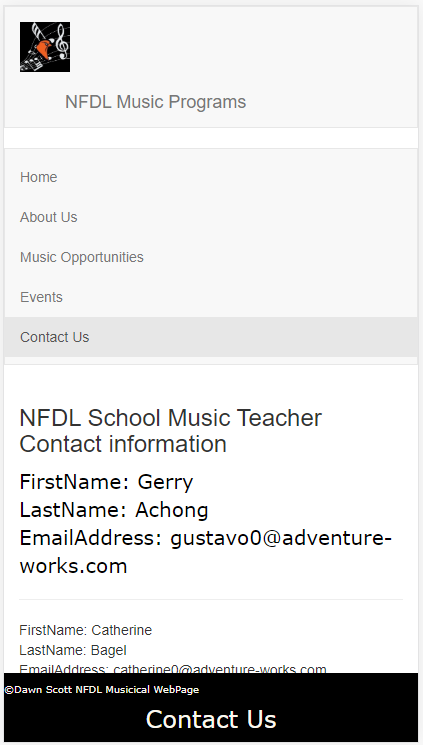 NFDL Music Programs
Home
About Us
Music Opportunities
Events
Contact Us
NFDL School Music Teacher
Contact information
FirstName: Gerry
LastName: Achong
EmailAddress: gustavo0@adventure-
works.com
FirstName: Catherine
LastName: Bagel
EmailAddress: catherine0@adventure-works.com
©Dawn Scott NFDL Musicical WebPage
Contact Us